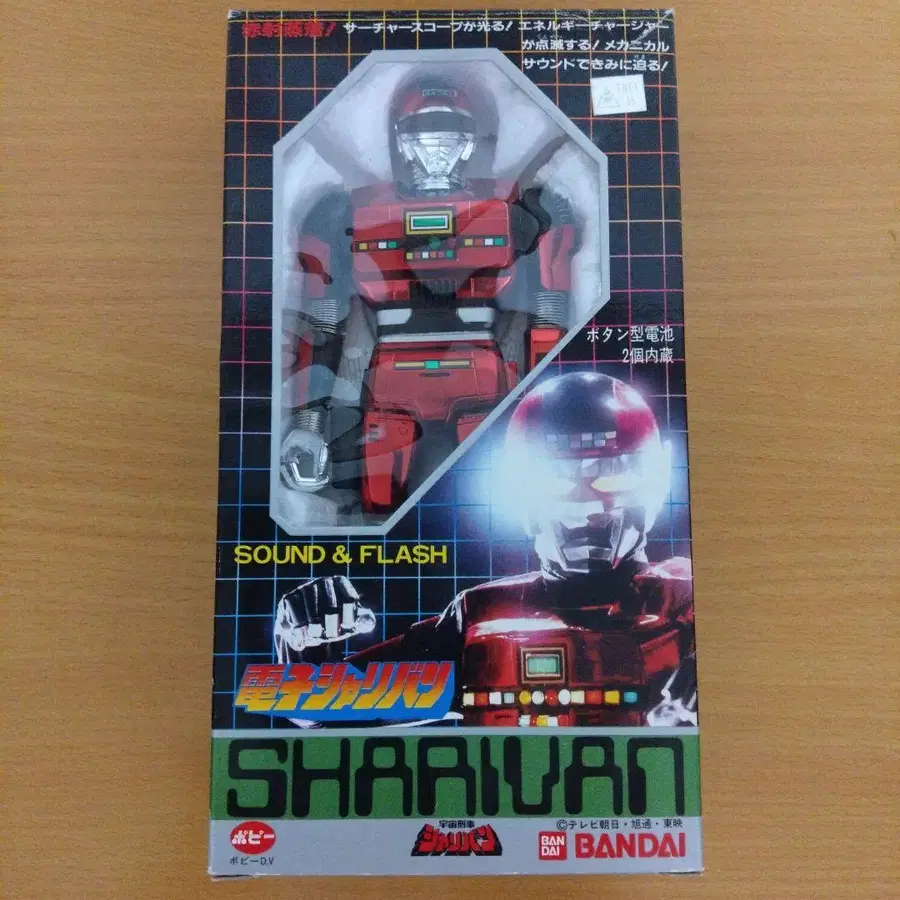 赤射蒸着! サーチャースコープが光る! エネルギーチャージャー
が点滅する! メカニカル
サウンドできみに迫る!
ボタン型電池
2個内蔵
SOUND & FLASH
電子シャリバン
SHARIVAN
ポピー
ポピーD.V
宇宙刑事
シャリバン
©テレビ朝日・旭通・東映
BAN
DAI
BANDAI